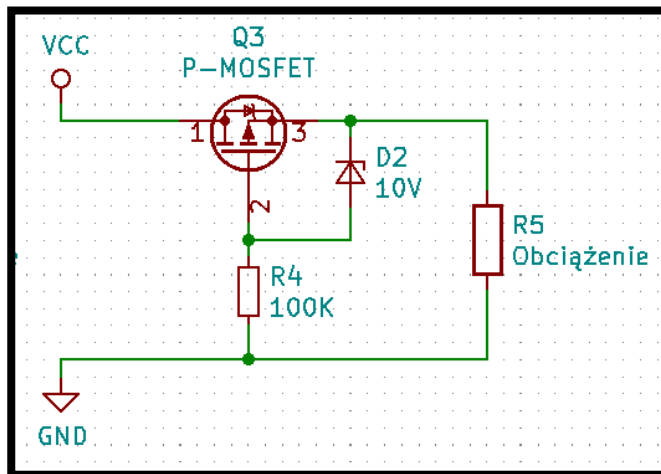 VCC
Q3
P-MOSFET
1
3
D2
10V
2
R4
100K
R5
Obciążenie
GND